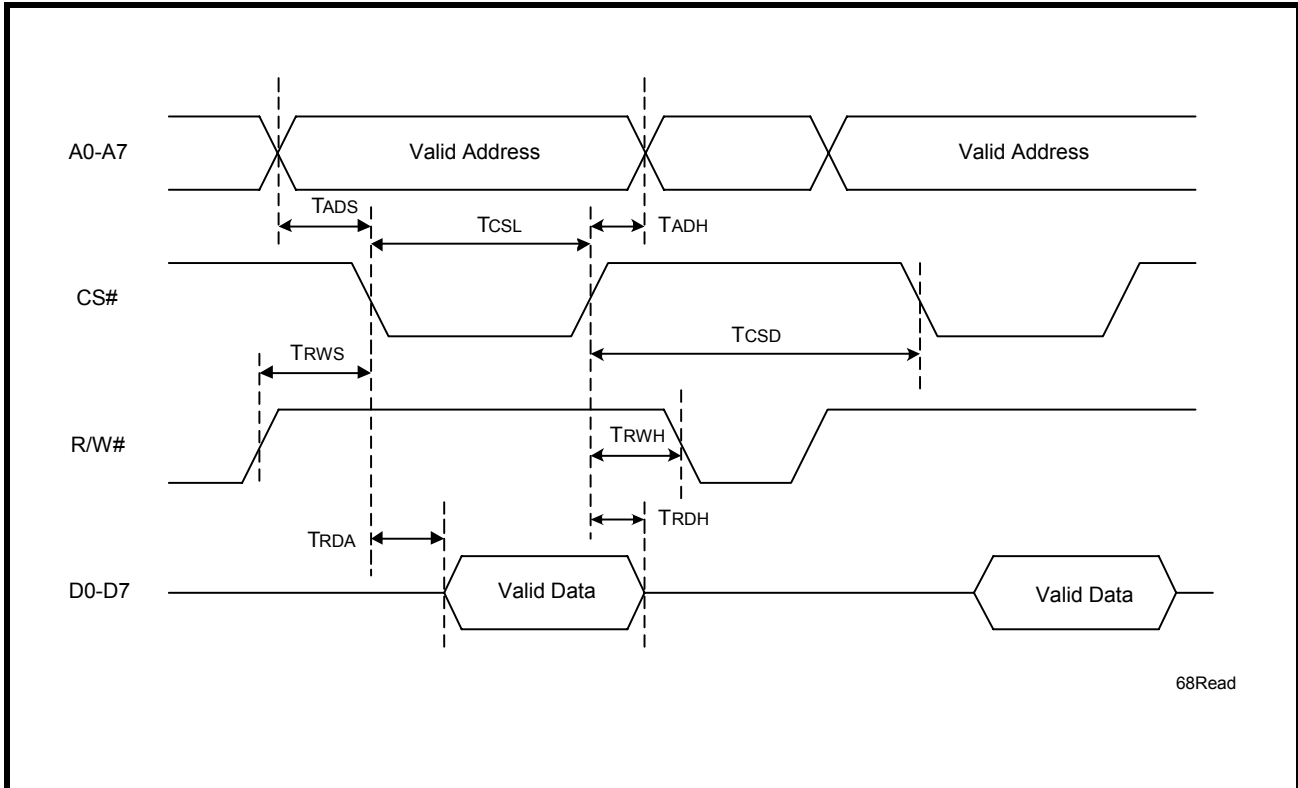 A0-A7
Valid Address
Valid Address
TADS
TCSL
TADH
CS#
TRWS
TCSD
R/W#
TRWH
TRDA
TRDH
D0-D7
Valid Data
Valid Data
68Read